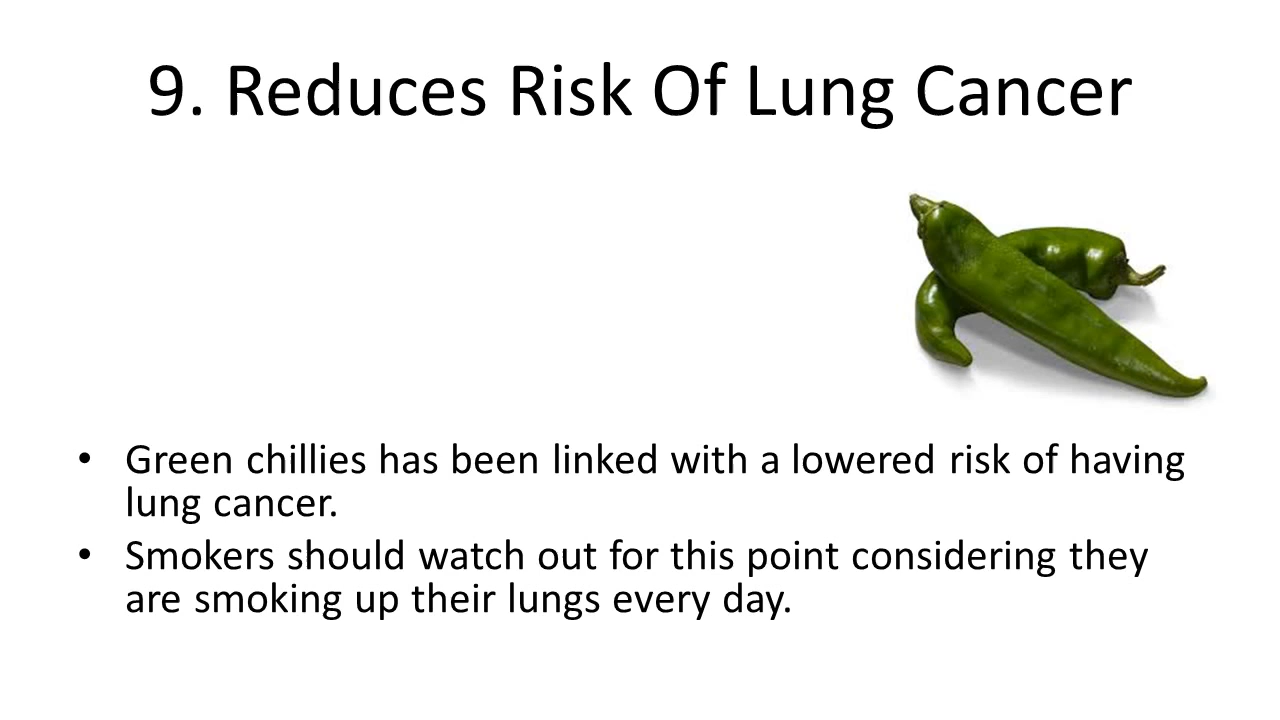 9. Reduces Risk Of Lung Cancer
• Green chillies has been linked with a lowered risk of having
lung cancer.
• Smokers should watch out for this point considering they
are smoking up their lungs every day.